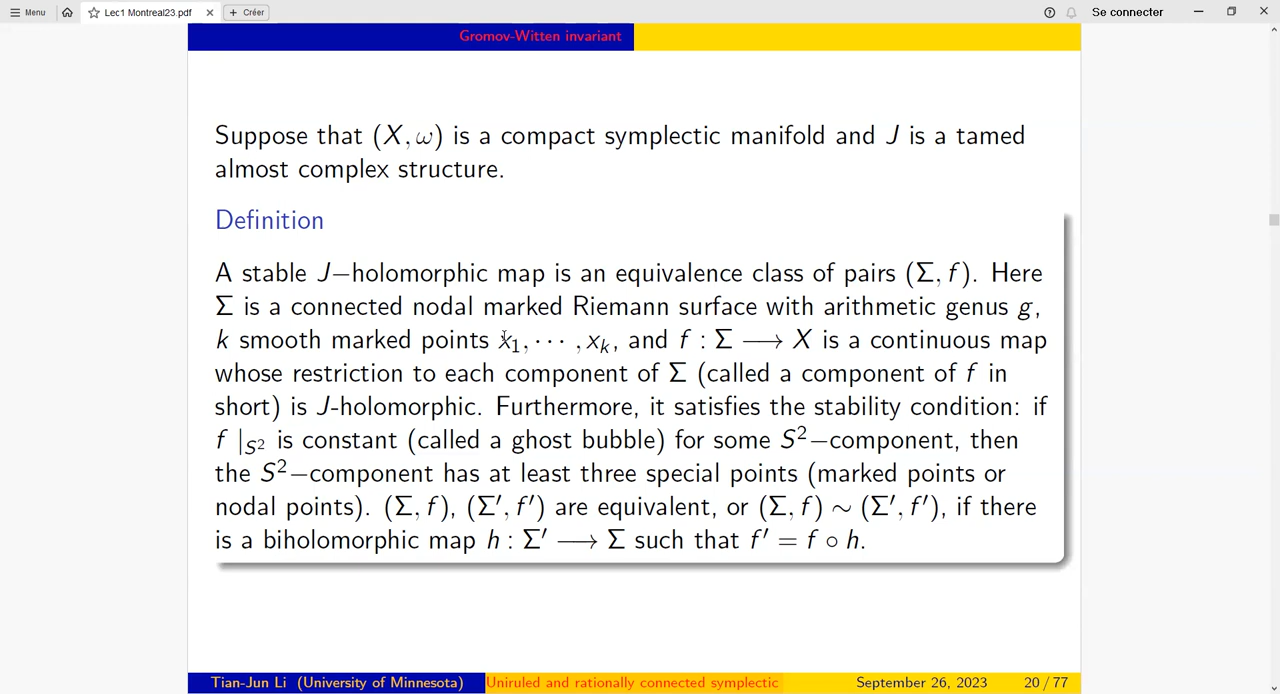 Menu Lec1 Montreal23.pdf × + Créer Se connecter
Gromov-Witten invariant
Suppose that (X, ω) is a compact symplectic manifold and J is a tamed
almost complex structure.
Definition
A stable J−holomorphic map is an equivalence class of pairs (Σ, f). Here
Σ is a connected nodal marked Riemann surface with arithmetic genus g,
k smooth marked points x₁, ⋯ , xₖ, and f : Σ ⟶ X is a continuous map
whose restriction to each component of Σ (called a component of f in
short) is J-holomorphic. Furthermore, it satisfies the stability condition: if
f |_{S²} is constant (called a ghost bubble) for some S²−component, then
the S²−component has at least three special points (marked points or
nodal points). (Σ, f), (Σ′, f′) are equivalent, or (Σ, f) ∼ (Σ′, f′), if there
is a biholomorphic map h : Σ′ ⟶ Σ such that f′ = f ∘ h.
Tian-Jun Li (University of Minnesota) Uniruled and rationally connected symplectic September 26, 2023 20 / 77